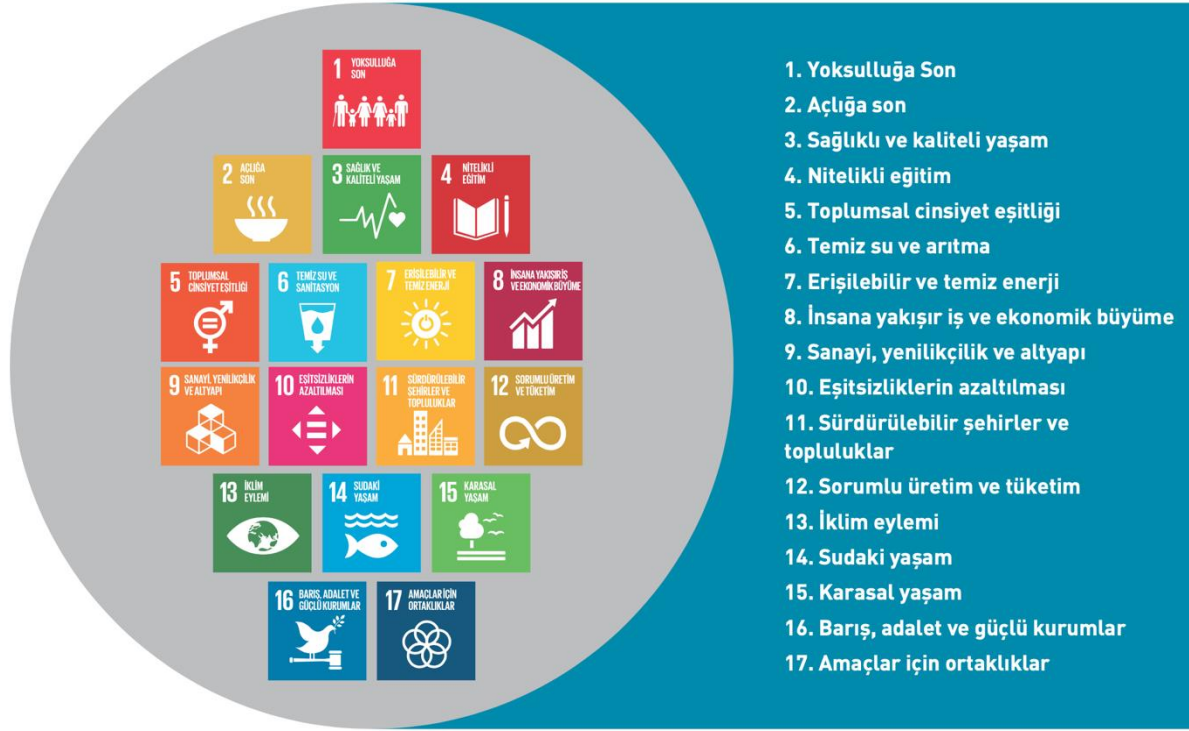 1 YOKSULLUĞA
SON
2 AÇLIĞA
SON
3 SAĞLIK VE
KALİTELİ YAŞAM
4 NİTELİKLİ
EĞİTİM
5 TOPLUMSAL
CİNSİYET EŞİTLİĞİ
6 TEMİZ SU VE
SANİTASYON
7 ERİŞİLEBİLİR VE
TEMİZ ENERJİ
8 İNSANA YAKIŞIR İŞ
VE EKONOMİK BÜYÜME
9 SANAYİ, YENİLİKÇİLİK
VE ALTYAPI
10 EŞİTSİZLİKLERİN
AZALTILMASI
11 SÜRDÜRÜLEBİLİR
ŞEHİRLER VE
TOPLULUKLAR
12 SORUMLU ÜRETİM
VE TÜKETİM
13 İKLİM
EYLEMİ
14 SUDAKİ
YAŞAM
15 KARASAL
YAŞAM
16 BARIŞ, ADALET VE
GÜÇLÜ KURUMLAR
17 AMAÇLAR İÇİN
ORTAKLIKLAR
1. Yoksulluğa Son
2. Açlığa son
3. Sağlıklı ve kaliteli yaşam
4. Nitelikli eğitim
5. Toplumsal cinsiyet eşitliği
6. Temiz su ve arıtma
7. Erişilebilir ve temiz enerji
8. İnsana yakışır iş ve ekonomik büyüme
9. Sanayi, yenilikçilik ve altyapı
10. Eşitsizliklerin azaltılması
11. Sürdürülebilir şehirler ve
topluluklar
12. Sorumlu üretim ve tüketim
13. İklim eylemi
14. Sudaki yaşam
15. Karasal yaşam
16. Barış, adalet ve güçlü kurumlar
17. Amaçlar için ortaklıklar